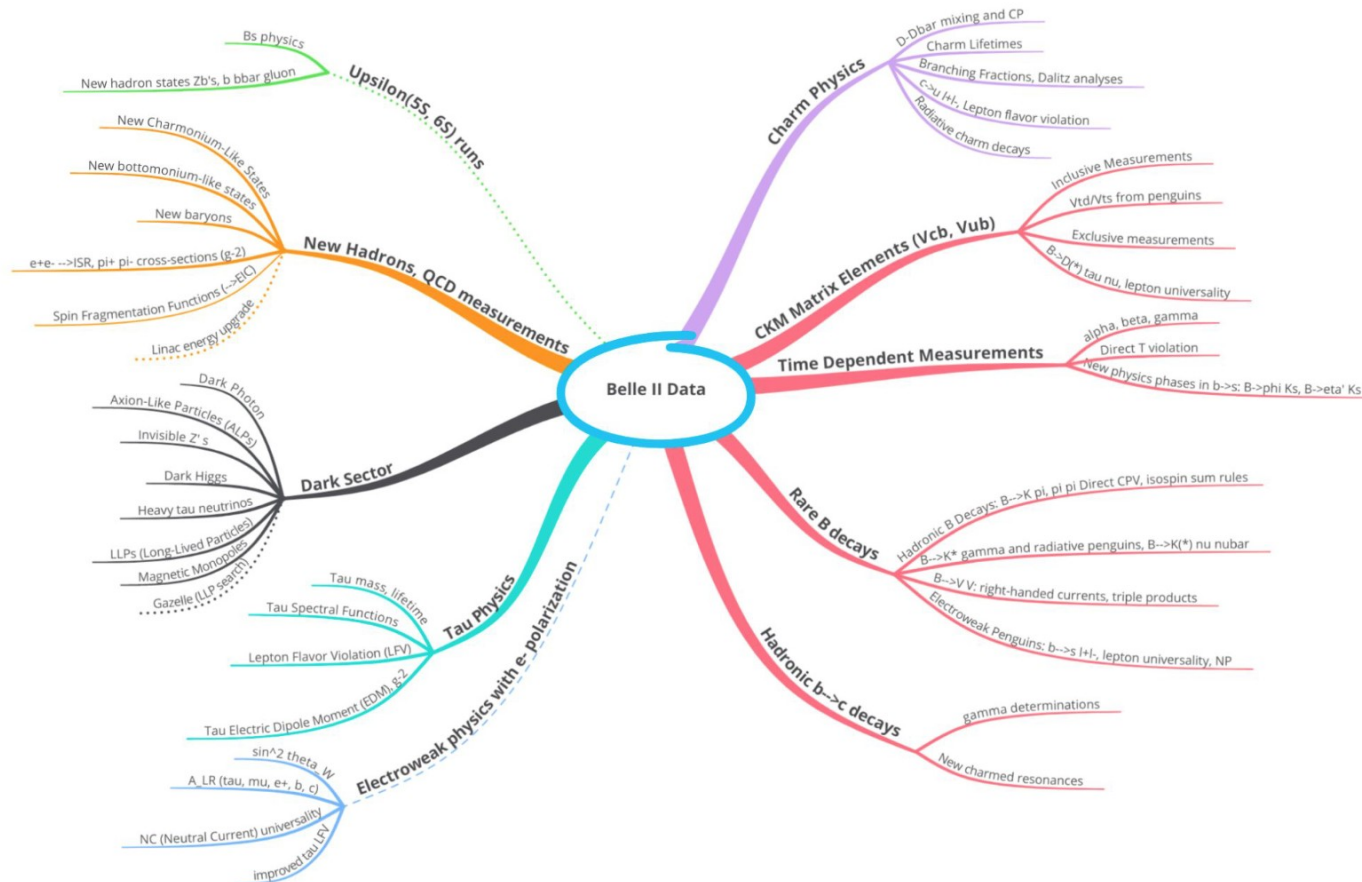 Belle II Data
Upsilon(5S, 6S) runs
Bs physics
New hadron states Zb's, b bbar gluon
New Hadrons, QCD measurements
New Charmonium-Like States
New bottomonium-like states
New baryons
e+e- -->ISR, pi+ pi- cross-sections (g-2)
Spin Fragmentation Functions (-->EIC)
Linac energy upgrade
Dark Sector
Dark Photon
Axion-Like Particles (ALPs)
Invisible Z' s
Dark Higgs
Heavy tau neutrinos
LLPs (Long-Lived Particles)
Magnetic Monopoles
Gazelle (LLP search)
Tau Physics
Tau mass, lifetime
Tau Spectral Functions
Lepton Flavor Violation (LFV)
Tau Electric Dipole Moment (EDM), g-2
Electroweak physics with e- polarization
sin^2 theta_W
A_LR (tau, mu, e+, b, c)
NC (Neutral Current) universality
improved tau LFV
Charm Physics
D-Dbar mixing and CP
Charm Lifetimes
Branching Fractions, Dalitz analyses
c->u l+l-, Lepton flavor violation
Radiative charm decays
CKM Matrix Elements (Vcb, Vub)
Inclusive Measurements
Vtd/Vts from penguins
Exclusive measurements
B->D(*) tau nu, lepton universality
Time Dependent Measurements
alpha, beta, gamma
Direct T violation
New physics phases in b->s: B->phi Ks, B->eta' Ks
Rare B decays
Hadronic B Decays: B-->K pi, pi pi Direct CPV, isospin sum rules
B-->K* gamma and radiative penguins, B-->K(*) nu nubar
B-->V V: right-handed currents, triple products
Electroweak Penguins: b-->s l+l-, lepton universality, NP
Hadronic b-->c decays
gamma determinations
New charmed resonances